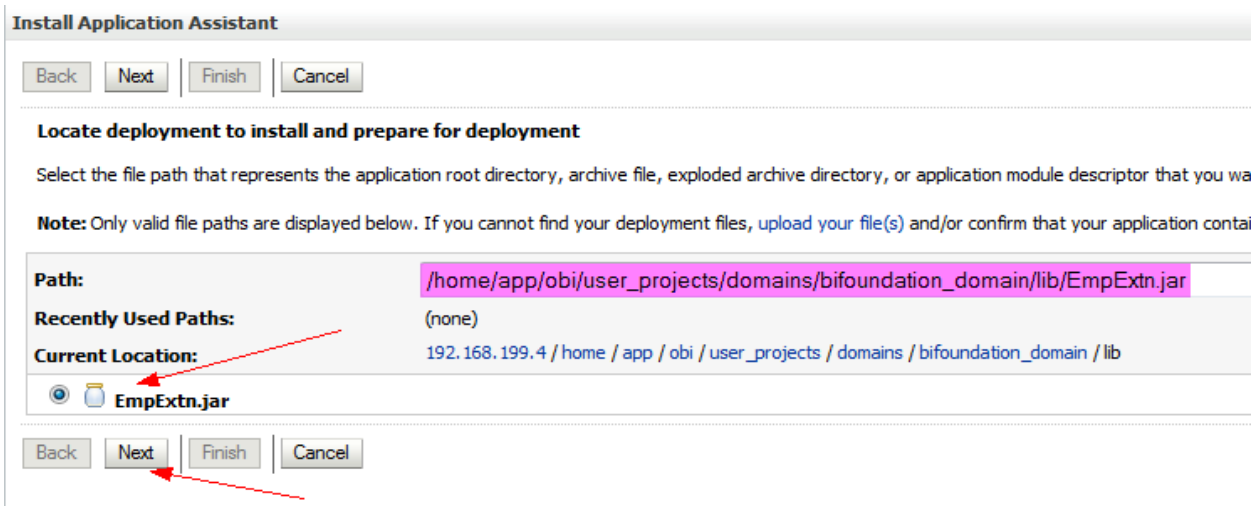 Install Application Assistant
Back Next Finish Cancel
Locate deployment to install and prepare for deployment
Select the file path that represents the application root directory, archive file, exploded archive directory, or application module descriptor that you wa
Note: Only valid file paths are displayed below. If you cannot find your deployment files, upload your file(s) and/or confirm that your application contai
Path: /home/app/obi/user_projects/domains/bifoundation_domain/lib/EmpExtn.jar
Recently Used Paths: (none)
Current Location: 192.168.199.4 / home / app / obi / user_projects / domains / bifoundation_domain / lib
EmpExtn.jar
Back Next Finish Cancel